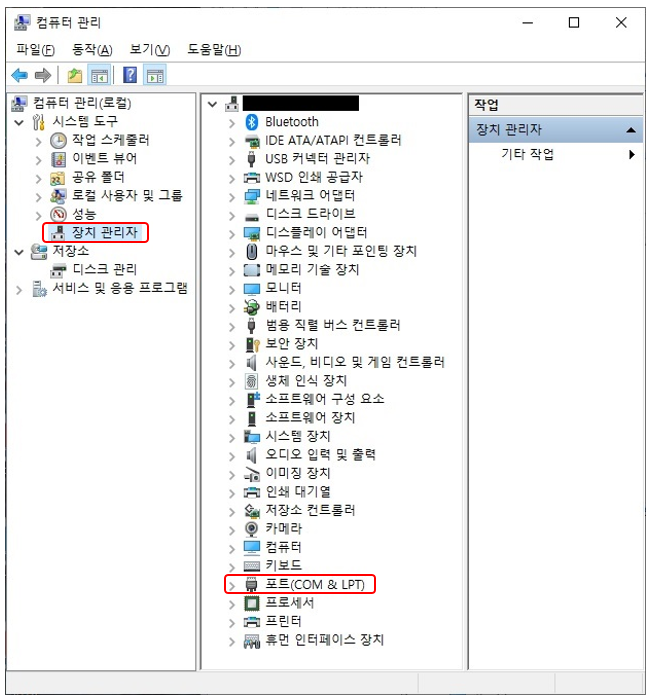 컴퓨터 관리
파일(F) 동작(A) 보기(V) 도움말(H)
컴퓨터 관리(로컬)
시스템 도구
작업 스케줄러
이벤트 뷰어
공유 폴더
로컬 사용자 및 그룹
성능
장치 관리자
저장소
디스크 관리
서비스 및 응용 프로그램
Bluetooth
IDE ATA/ATAPI 컨트롤러
USB 커넥터 관리자
WSD 인쇄 공급자
네트워크 어댑터
디스크 드라이브
디스플레이 어댑터
마우스 및 기타 포인팅 장치
메모리 기술 장치
모니터
배터리
범용 직렬 버스 컨트롤러
보안 장치
사운드, 비디오 및 게임 컨트롤러
생체 인식 장치
소프트웨어 구성 요소
소프트웨어 장치
시스템 장치
오디오 입력 및 출력
이미징 장치
인쇄 대기열
저장소 컨트롤러
카메라
컴퓨터
키보드
포트(COM & LPT)
프로세서
프린터
휴먼 인터페이스 장치
작업
장치 관리자
기타 작업